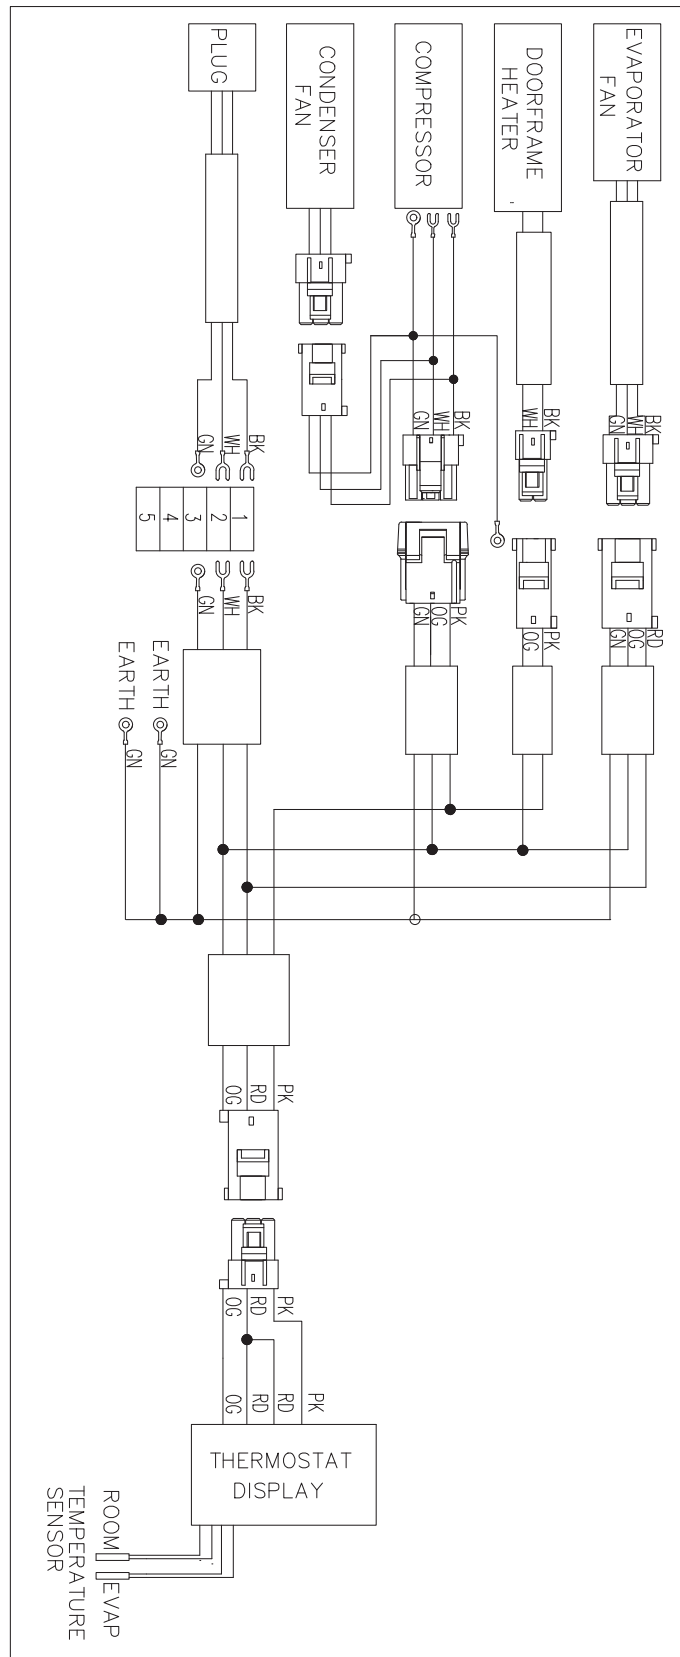 PLUG
CONDENSER
FAN
COMPRESSOR
DOORFRAME
HEATER
EVAPORATOR
FAN
GN
WH
BK
GN
WH
BK
WH
BK
GN
WH
BK
5
4
3
2
1
GN
WH
BK
GN
OG
PK
OG
PK
GN
OG
RD
EARTH
EARTH
GN
GN
OG
RD
PK
OG
RD
PK
OG
RD
RD
PK
THERMOSTAT
DISPLAY
ROOM
EVAP
TEMPERATURE
SENSOR